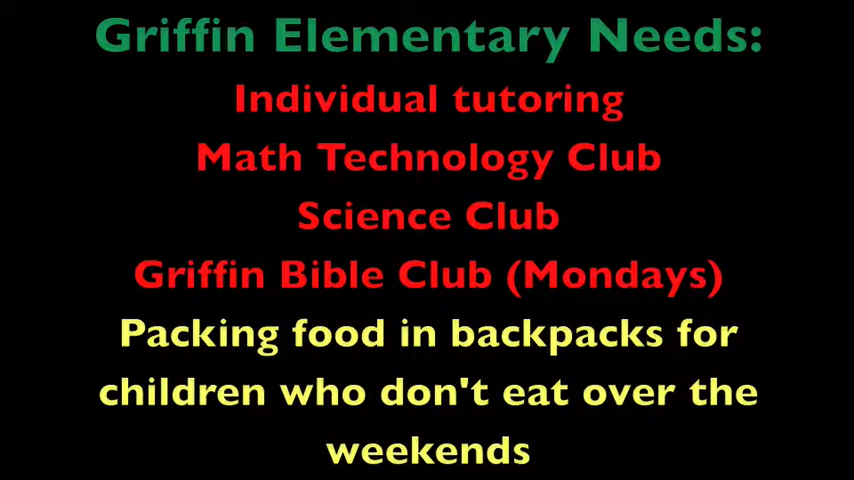 Griffin Elementary Needs:
Individual tutoring
Math Technology Club
Science Club
Griffin Bible Club (Mondays)
Packing food in backpacks for
children who don't eat over the
weekends